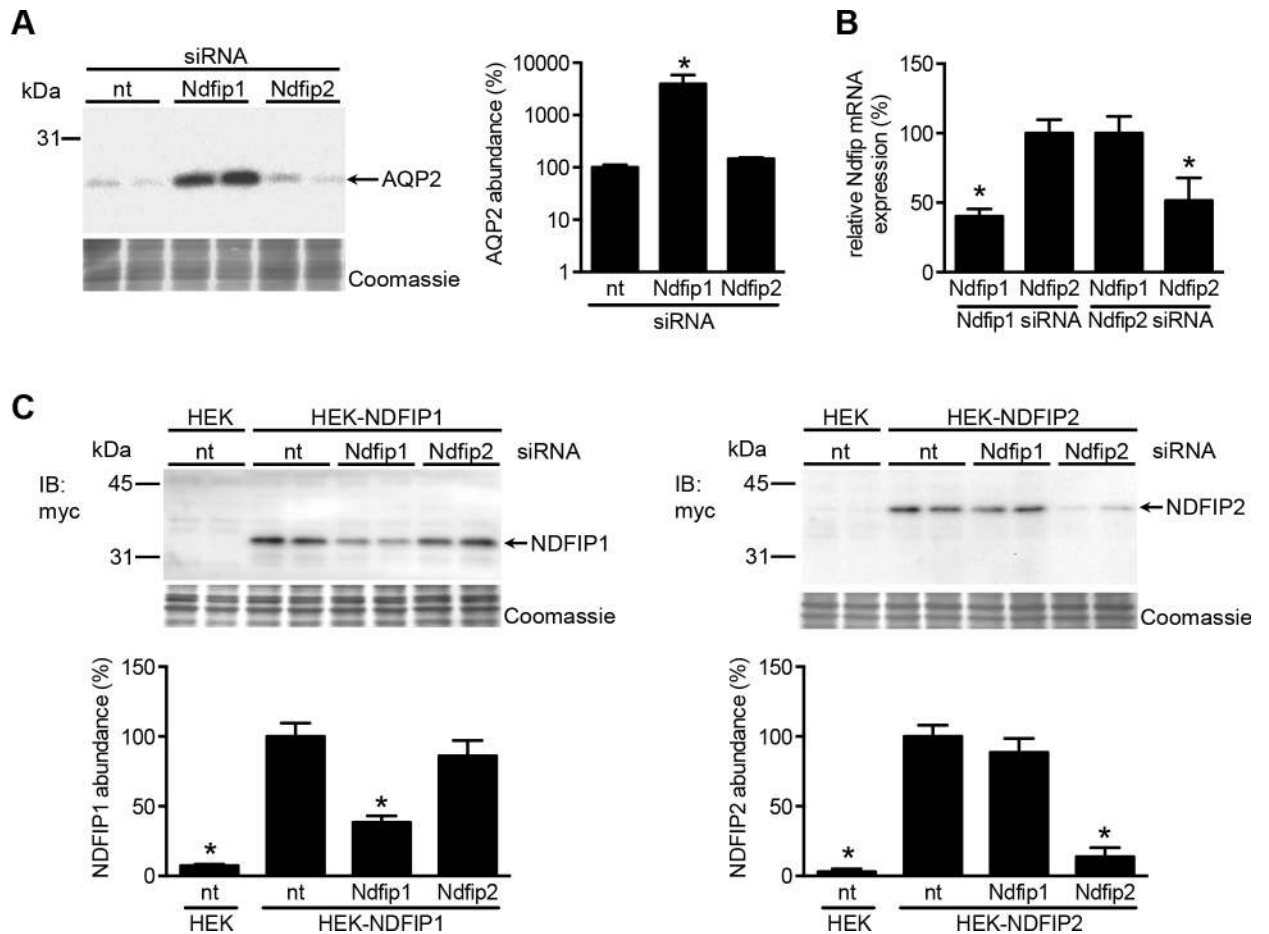 A
siRNA
kDa
nt Ndfip1 Ndfip2
31
AQP2
Coomassie
AQP2 abundance (%)
10000
1000
100
10
1
*
nt Ndfip1 Ndfip2
siRNA
B
relative Ndfip mRNA
expression (%)
150
100
50
0
* *
Ndfip1 Ndfip2 Ndfip1 Ndfip2
Ndfip1 siRNA Ndfip2 siRNA
C
HEK HEK-NDFIP1
kDa nt nt Ndfip1 Ndfip2 siRNA
IB:
myc
45
31
NDFIP1
Coomassie
NDFIP1 abundance (%)
150
100
50
0
* *
nt nt Ndfip1 Ndfip2
HEK HEK-NDFIP1
HEK HEK-NDFIP2
kDa nt nt Ndfip1 Ndfip2 siRNA
IB:
myc
45
31
NDFIP2
Coomassie
NDFIP2 abundance (%)
150
100
50
0
* *
nt nt Ndfip1 Ndfip2
HEK HEK-NDFIP2